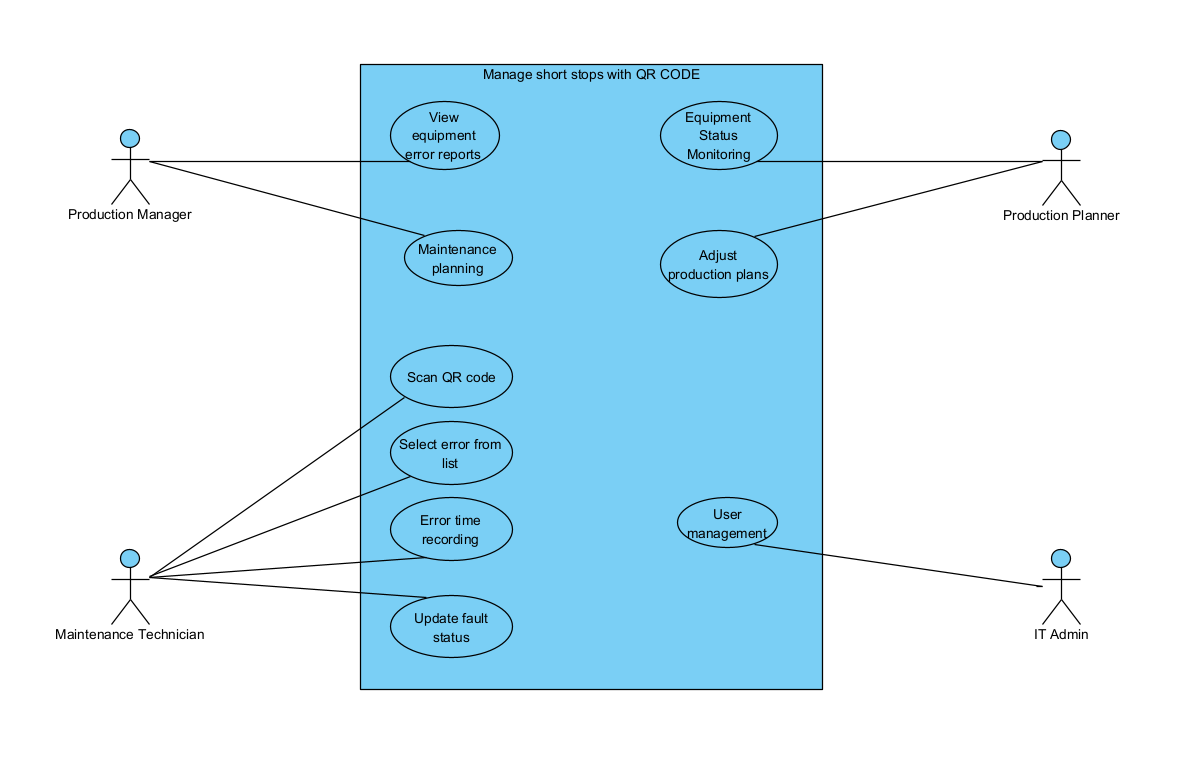 Manage short stops with QR CODE
View
equipment
error reports
Equipment
Status
Monitoring
Production Manager
Production Planner
Maintenance
planning
Adjust
production plans
Scan QR code
Select error from
list
Error time
recording
User
management
Update fault
status
Maintenance Technician
IT Admin